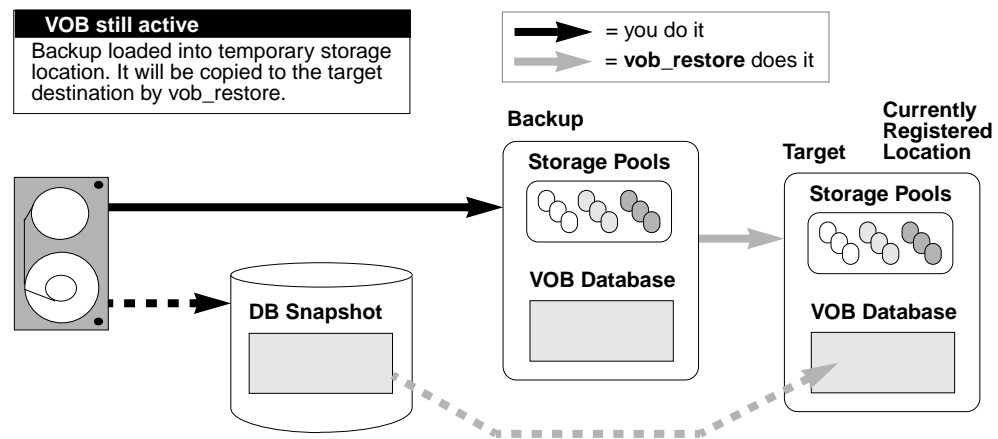 VOB still active
Backup loaded into temporary storage
location. It will be copied to the target
destination by vob_restore.
= you do it
= vob_restore does it
Backup
Storage Pools
VOB Database
Target
Currently
Registered
Location
Storage Pools
VOB Database
DB Snapshot